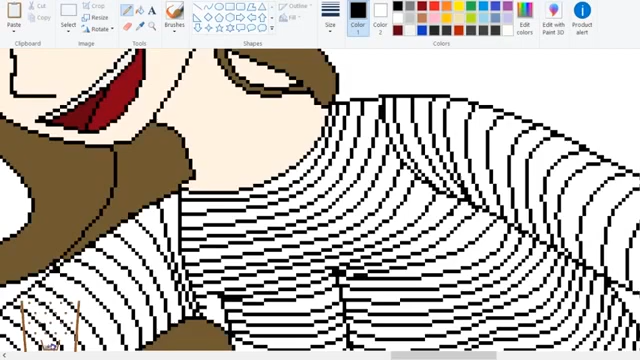 Paste
Cut
Copy
Clipboard
Select
Crop
Resize
Rotate
Image
A
Tools
Brushes
Outline
Fill
Shapes
Size
Color 1
Color 2
Colors
Edit colors
Edit with Paint 3D
Product alert